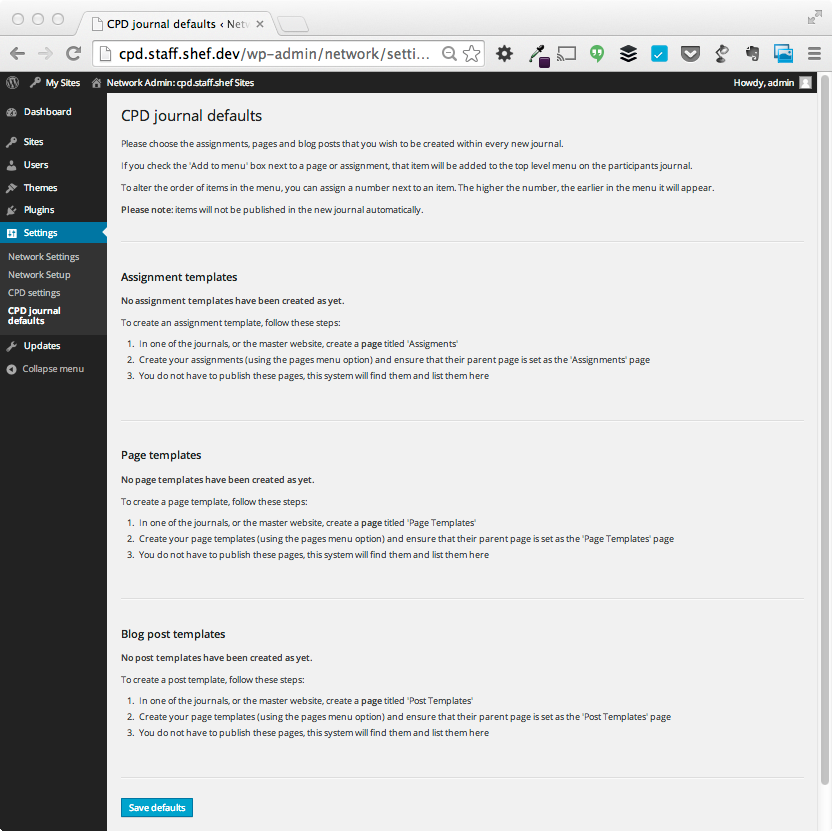 CPD journal defaults ‹ Netw
cpd.staff.shef.dev/wp-admin/network/setti...
My Sites Network Admin: cpd.staff.shef Sites Howdy, admin
Dashboard
Sites
Users
Themes
Plugins
Settings
Network Settings
Network Setup
CPD settings
CPD journal
defaults
Updates
Collapse menu
CPD journal defaults
Please choose the assignments, pages and blog posts that you wish to be created within every new journal.
If you check the 'Add to menu' box next to a page or assignment, that item will be added to the top level menu on the participants journal.
To alter the order of items in the menu, you can assign a number next to an item. The higher the number, the earlier in the menu it will appear.
Please note: items will not be published in the new journal automatically.
Assignment templates
No assignment templates have been created as yet.
To create an assignment template, follow these steps:
1. In one of the journals, or the master website, create a page titled 'Assigments'
2. Create your assignments (using the pages menu option) and ensure that their parent page is set as the 'Assignments' page
3. You do not have to publish these pages, this system will find them and list them here
Page templates
No page templates have been created as yet.
To create a page template, follow these steps:
1. In one of the journals, or the master website, create a page titled 'Page Templates'
2. Create your page templates (using the pages menu option) and ensure that their parent page is set as the 'Page Templates' page
3. You do not have to publish these pages, this system will find them and list them here
Blog post templates
No post templates have been created as yet.
To create a post template, follow these steps:
1. In one of the journals, or the master website, create a page titled 'Post Templates'
2. Create your page templates (using the pages menu option) and ensure that their parent page is set as the 'Post Templates' page
3. You do not have to publish these pages, this system will find them and list them here
Save defaults